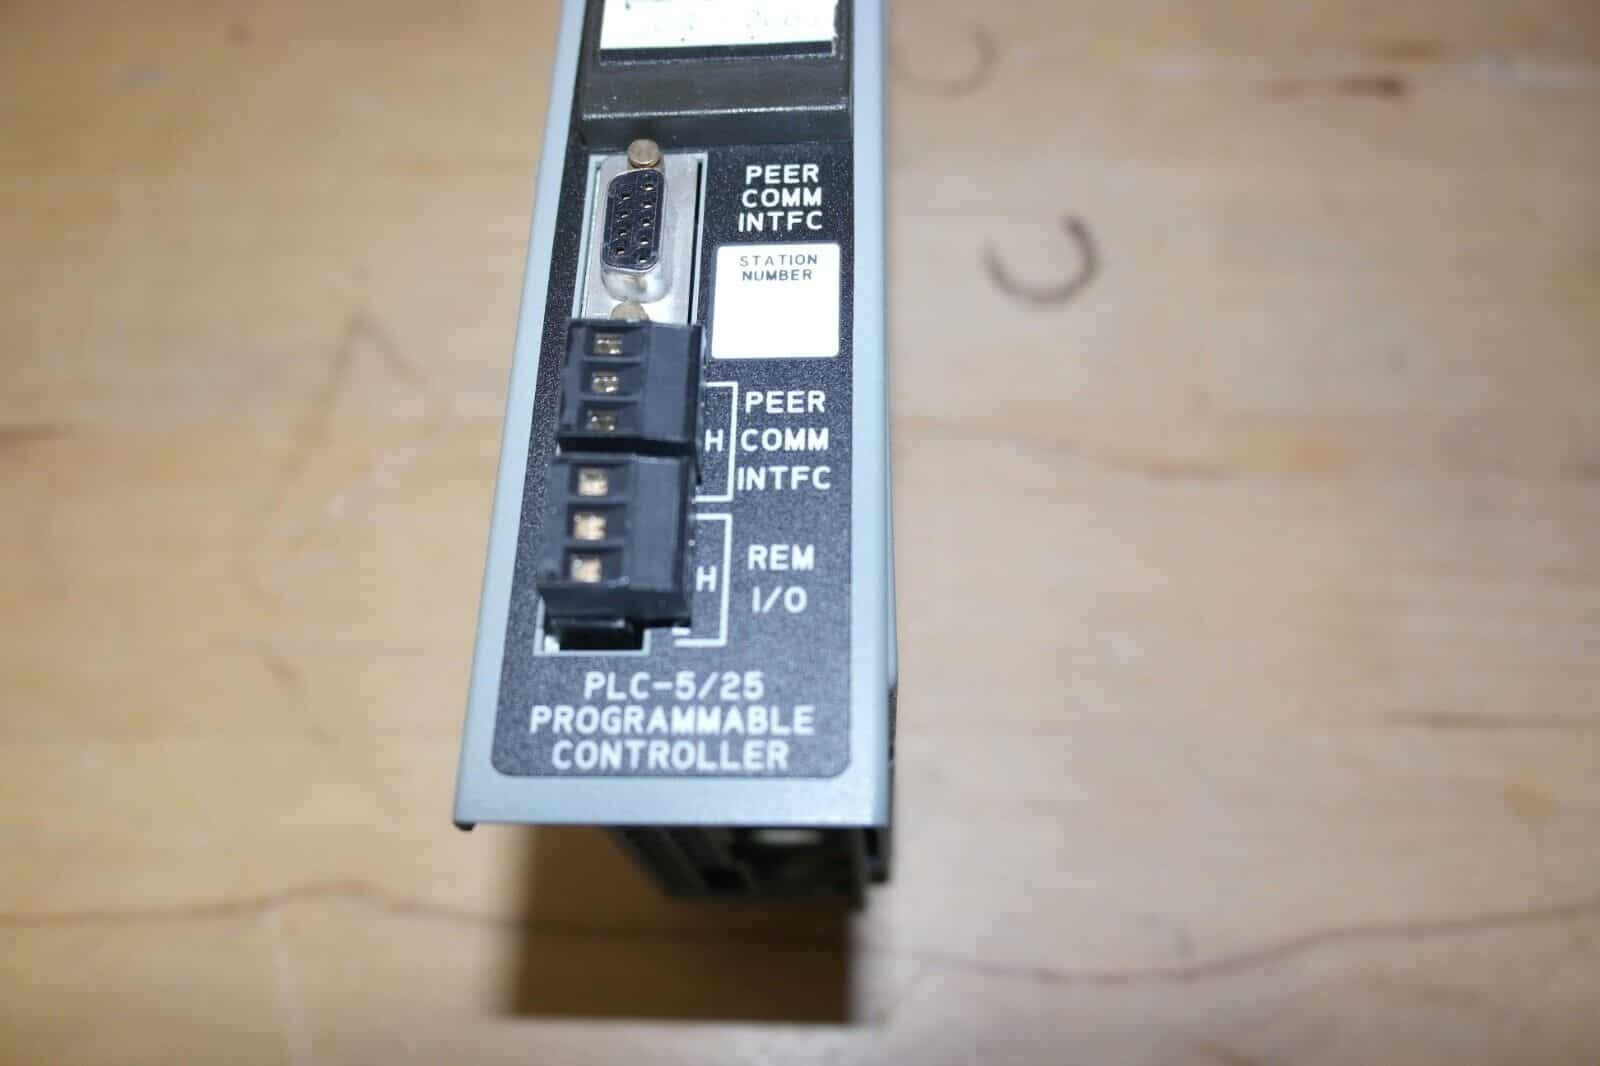 PEER
COMM
INTFC
STATION
NUMBER
PEER
H COMM
INTFC
REM
H
I/O
PLC-5/25
PROGRAMMABLE
CONTROLLER